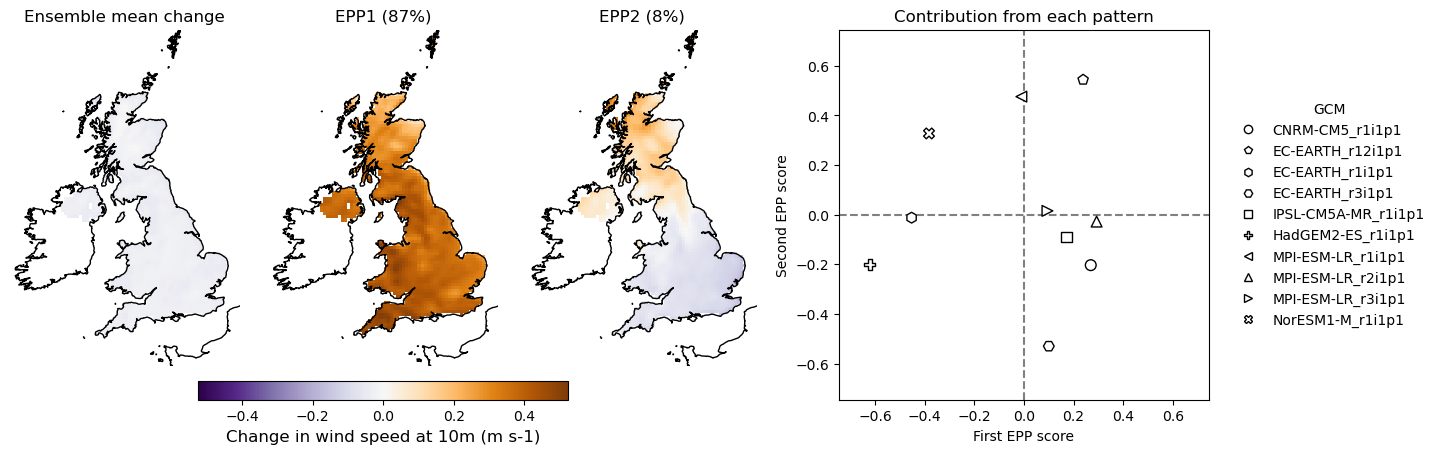 Ensemble mean change
EPP1 (87%)
EPP2 (8%)
Contribution from each pattern
−0.4
−0.2
0.0
0.2
0.4
Change in wind speed at 10m (m s-1)
0.6
0.4
0.2
0.0
−0.2
−0.4
−0.6
Second EPP score
−0.6
−0.4
−0.2
0.0
0.2
0.4
0.6
First EPP score
GCM
CNRM-CM5_r1i1p1
EC-EARTH_r12i1p1
EC-EARTH_r1i1p1
EC-EARTH_r3i1p1
IPSL-CM5A-MR_r1i1p1
HadGEM2-ES_r1i1p1
MPI-ESM-LR_r1i1p1
MPI-ESM-LR_r2i1p1
MPI-ESM-LR_r3i1p1
NorESM1-M_r1i1p1